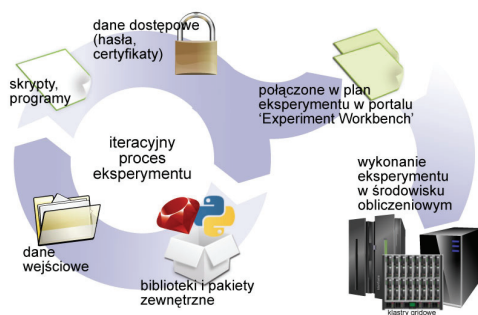 dane dostępowe
(hasła,
certyfikaty)
skrypty,
programy
iteracyjny
proces
eksperymentu
dane
wejściowe
biblioteki i pakiety
zewnętrzne
połączone w plan
eksperymentu w portalu
‘Experiment Workbench’
wykonanie
eksperymentu
w środowisku
obliczeniowym
klastry gridowe